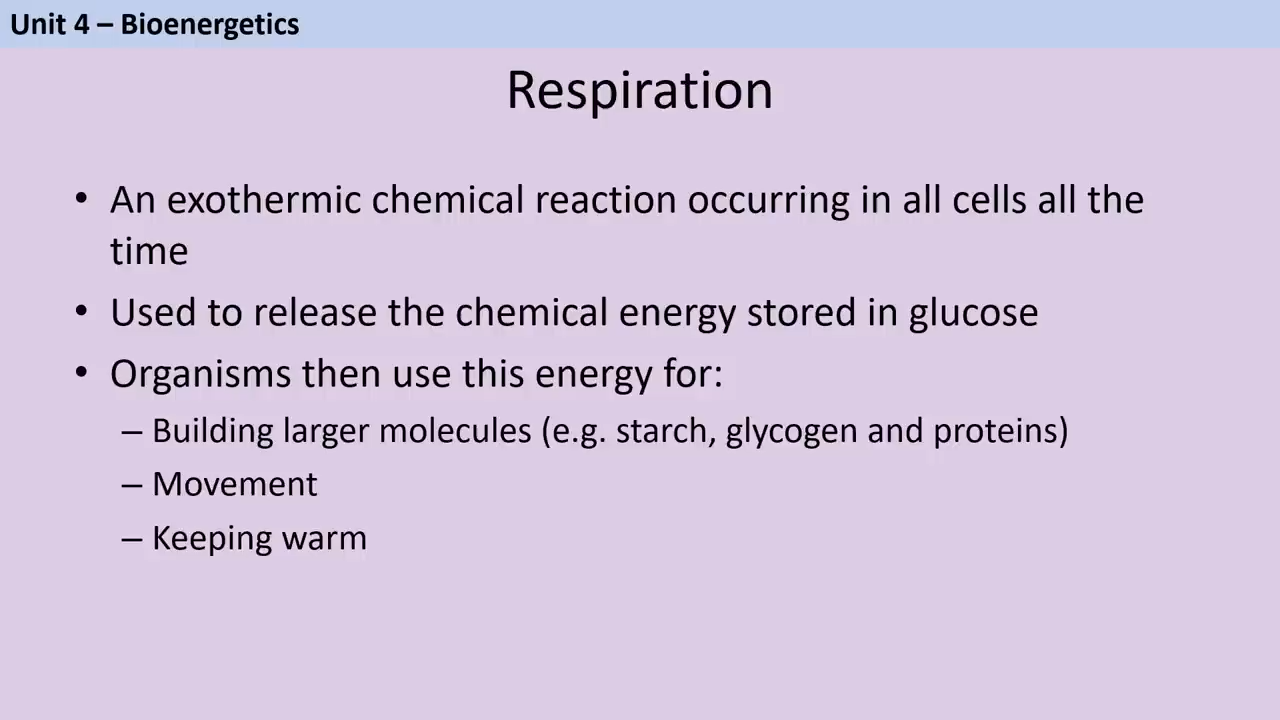 Unit 4 – Bioenergetics
Respiration
• An exothermic chemical reaction occurring in all cells all the
time
• Used to release the chemical energy stored in glucose
• Organisms then use this energy for:
– Building larger molecules (e.g. starch, glycogen and proteins)
– Movement
– Keeping warm